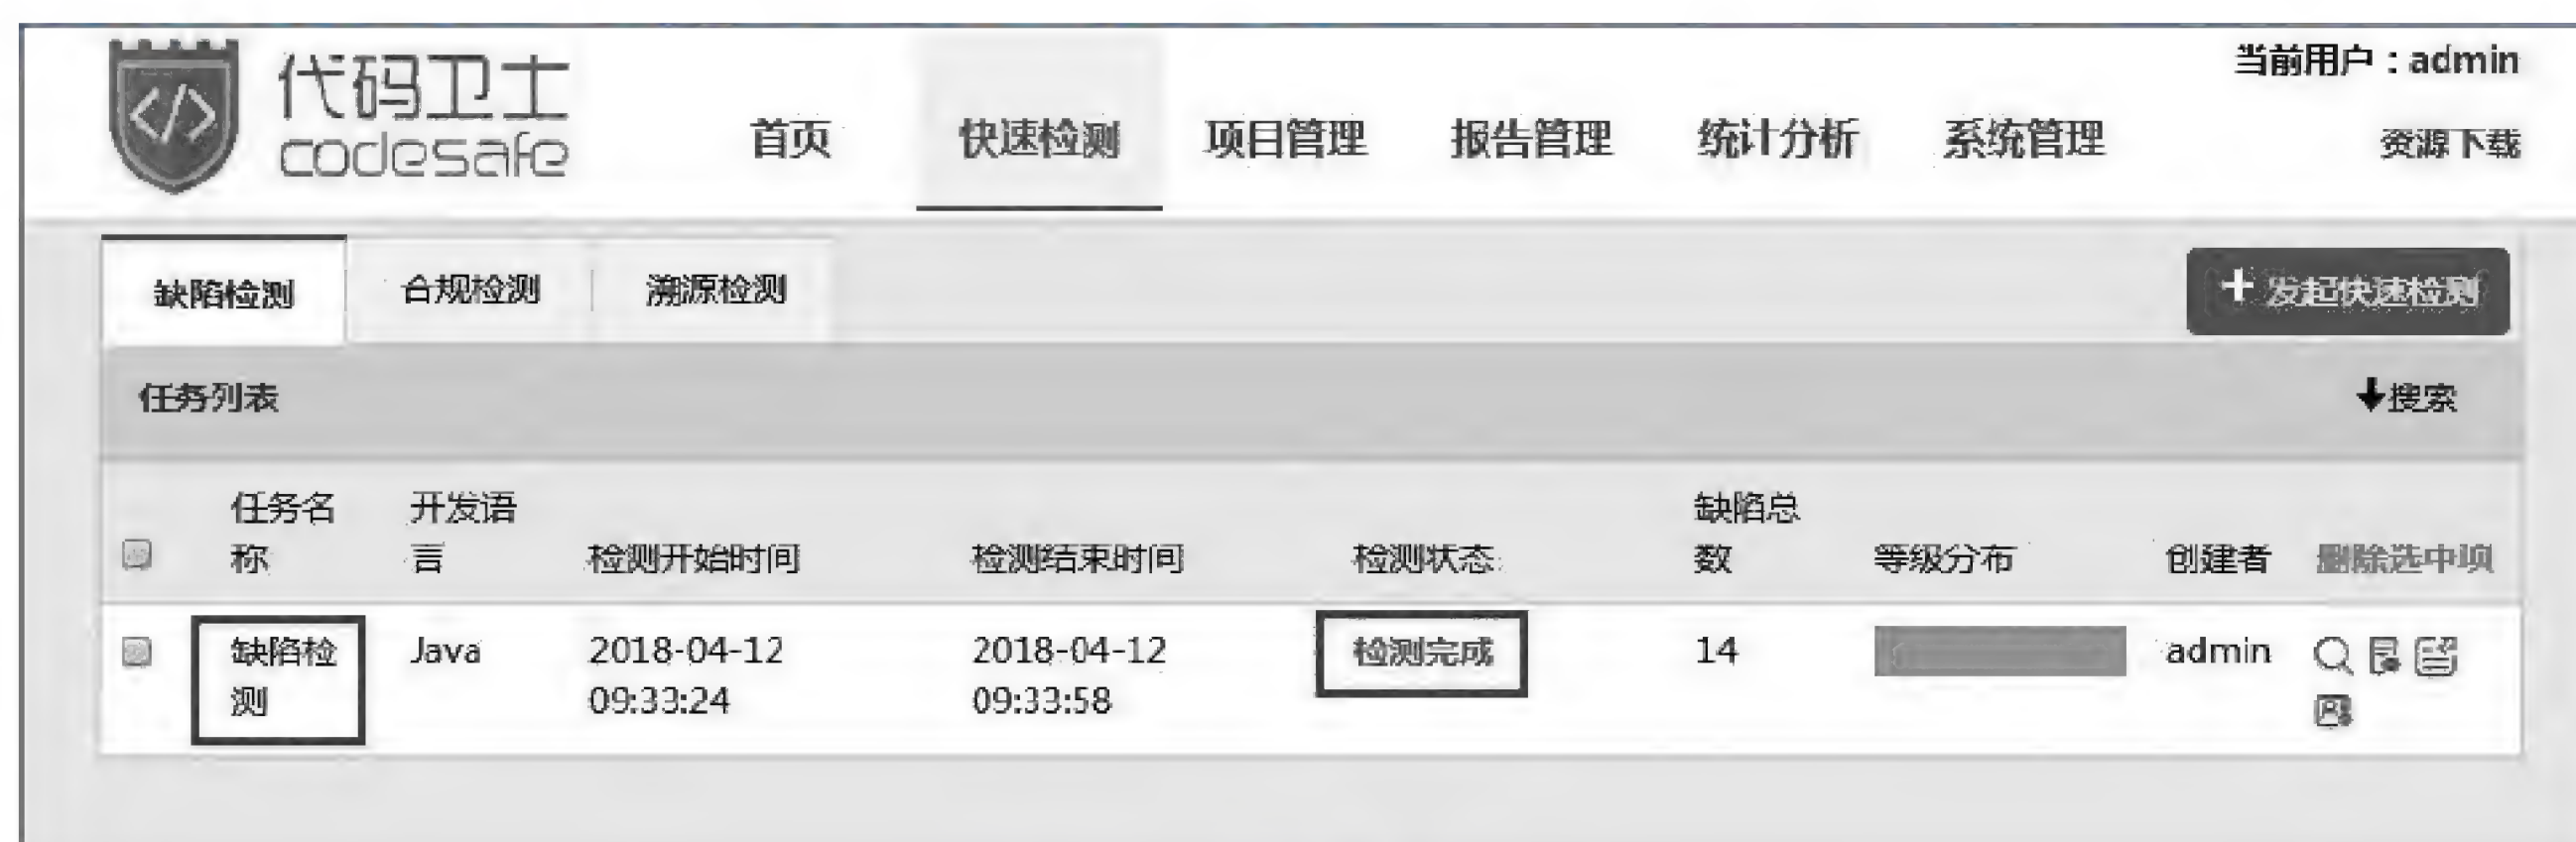 当前用户：admin
代码卫士
codesafe
首页 快速检测 项目管理 报告管理 统计分析 系统管理 资源下载
缺陷检测 合规检测 溯源检测 + 发起快速检测
任务列表 搜索
任务名 开发语 缺陷总
称 言 检测开始时间 检测结束时间 检测状态 数 等级分布 创建者 删除选中项
缺陷检 Java 2018-04-12 2018-04-12 检测完成 14 admin
测 09:33:24 09:33:58